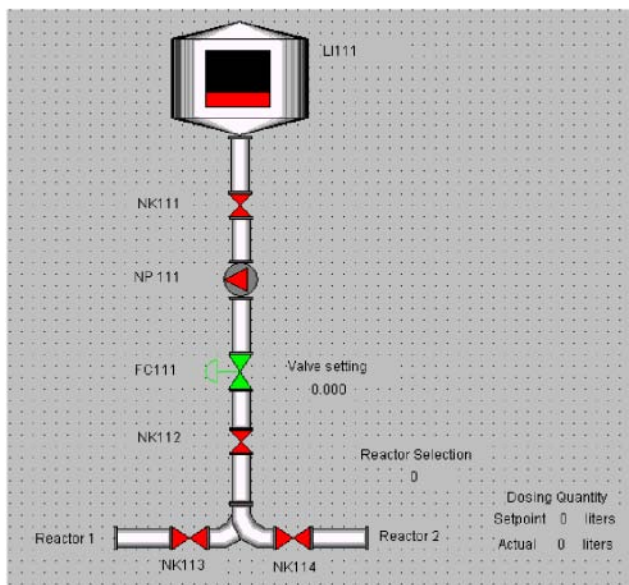 LI111
NK111
NP 111
FC111
Valve setting
0.000
NK112
Reactor Selection
0
Dosing Quantity
Setpoint 0 liters
Reactor 1
Reactor 2
Actual 0 liters
NK113
NK114